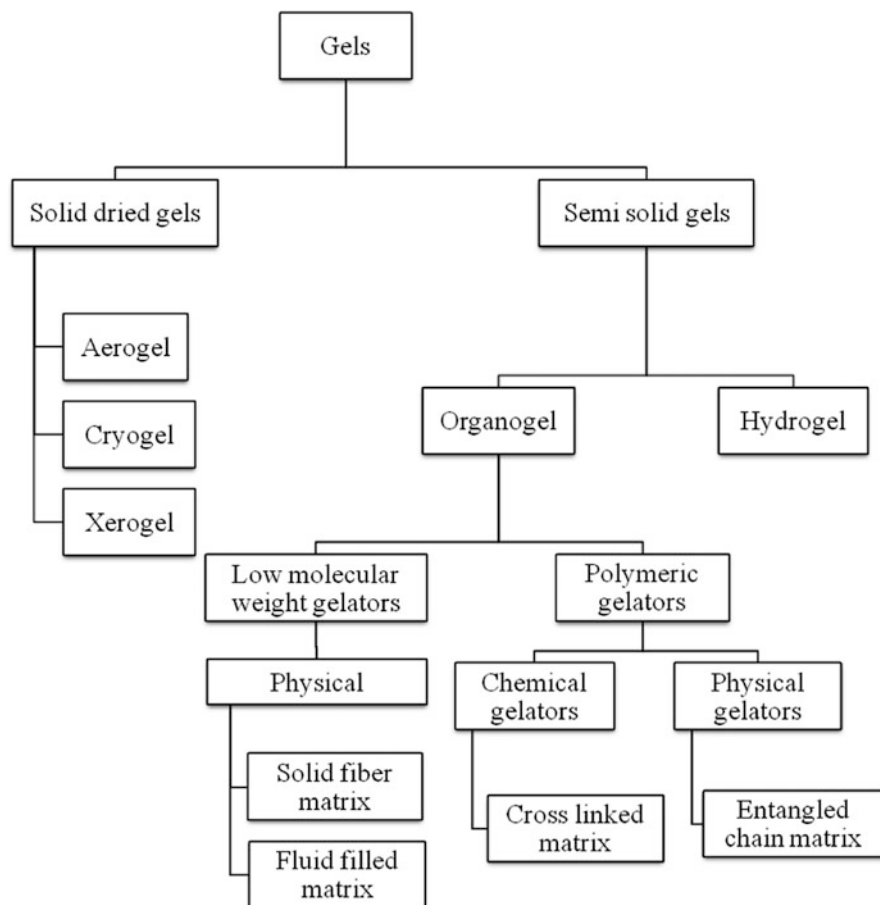 Gels
Solid dried gels
Semi solid gels
Aerogel
Cryogel
Xerogel
Organogel
Hydrogel
Low molecular
weight gelators
Polymeric
gelators
Physical
Chemical
gelators
Physical
gelators
Solid fiber
matrix
Fluid filled
matrix
Cross linked
matrix
Entangled
chain matrix